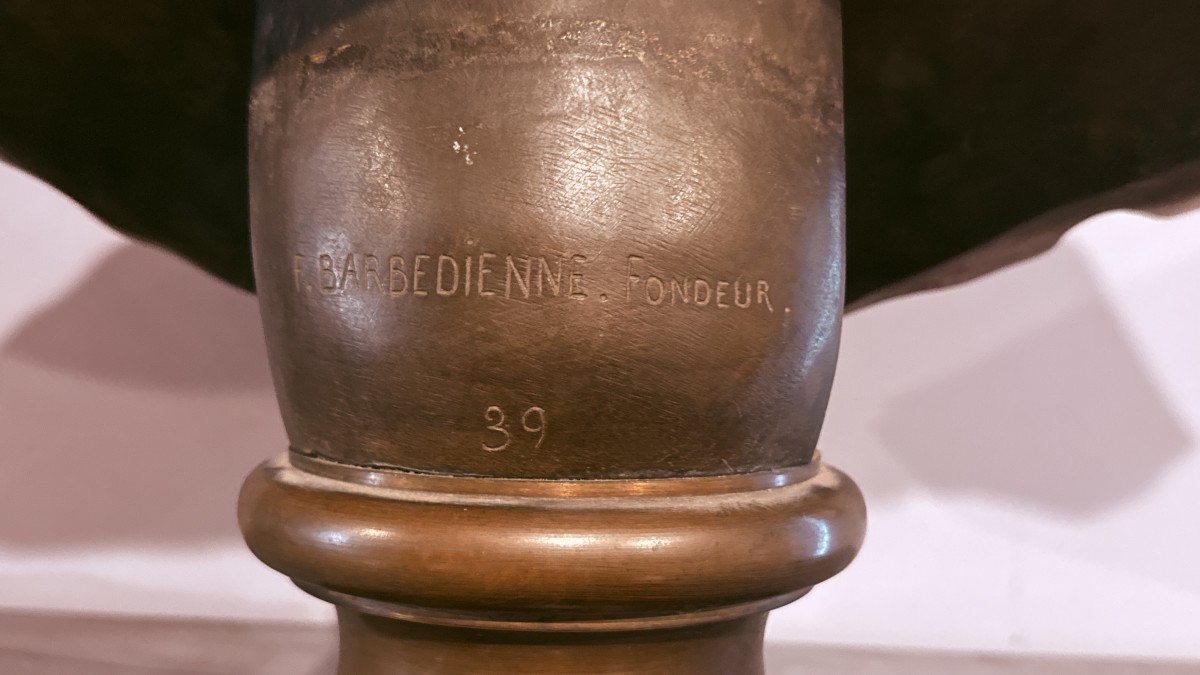 F. BARBEDIENNE. FONDEUR.
39